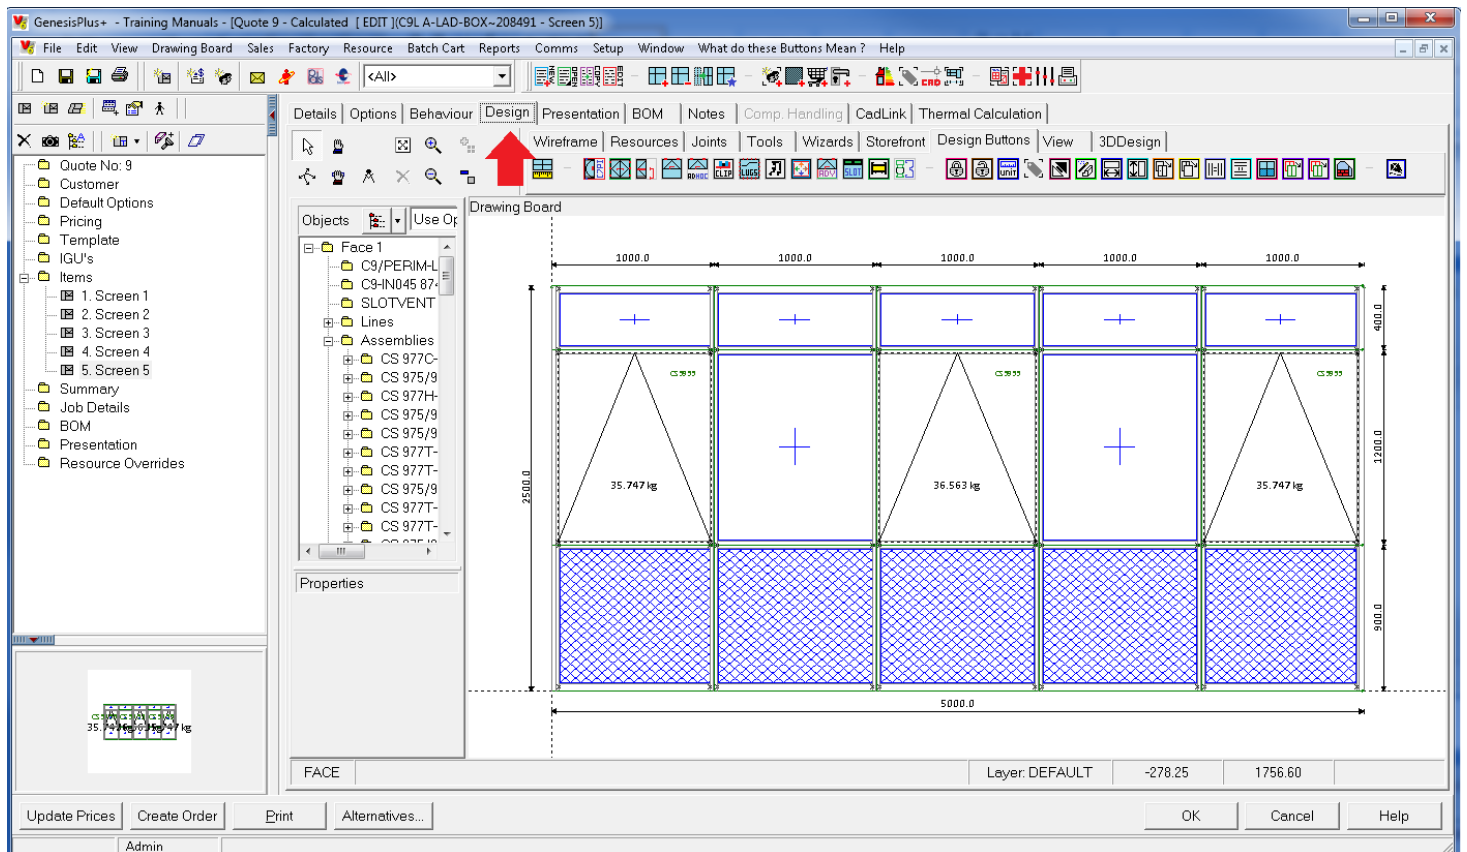 GenesisPlus+ - Training Manuals - [Quote 9 - Calculated [ EDIT ](C9L A-LAD-BOX~208491 - Screen 5)]
File Edit View Drawing Board Sales Factory Resource Batch Cart Reports Comms Setup Window What do these Buttons Mean ? Help
<All>
CAD
Details Options Behaviour Design Presentation BOM Notes Comp. Handling CadLink Thermal Calculation
Wireframe Resources Joints Tools Wizards Storefront Design Buttons View 3DDesign
ADHOC CLIP LUGS ADV SLOT unit
Quote No: 9
Customer
Default Options
Pricing
Template
IGU's
Items
1. Screen 1
2. Screen 2
3. Screen 3
4. Screen 4
5. Screen 5
Summary
Job Details
BOM
Presentation
Resource Overrides
Objects Use Op
Face 1
C9/PERIM-L
C9-IN045 87
SLOTVENT
Lines
Assemblies
CS 977C-
CS 975/9
CS 977H-
CS 975/9
CS 975/9
CS 977T-
CS 977T-
CS 975/9
CS 977T-
CS 977T-
Properties
Drawing Board
1000.0 1000.0 1000.0 1000.0 1000.0
400.0
1200.0
2500.0
35.747 kg 36.563 kg 35.747 kg
900.0
5000.0
FACE Layer: DEFAULT -278.25 1756.60
Update Prices Create Order Print Alternatives... OK Cancel Help
Admin